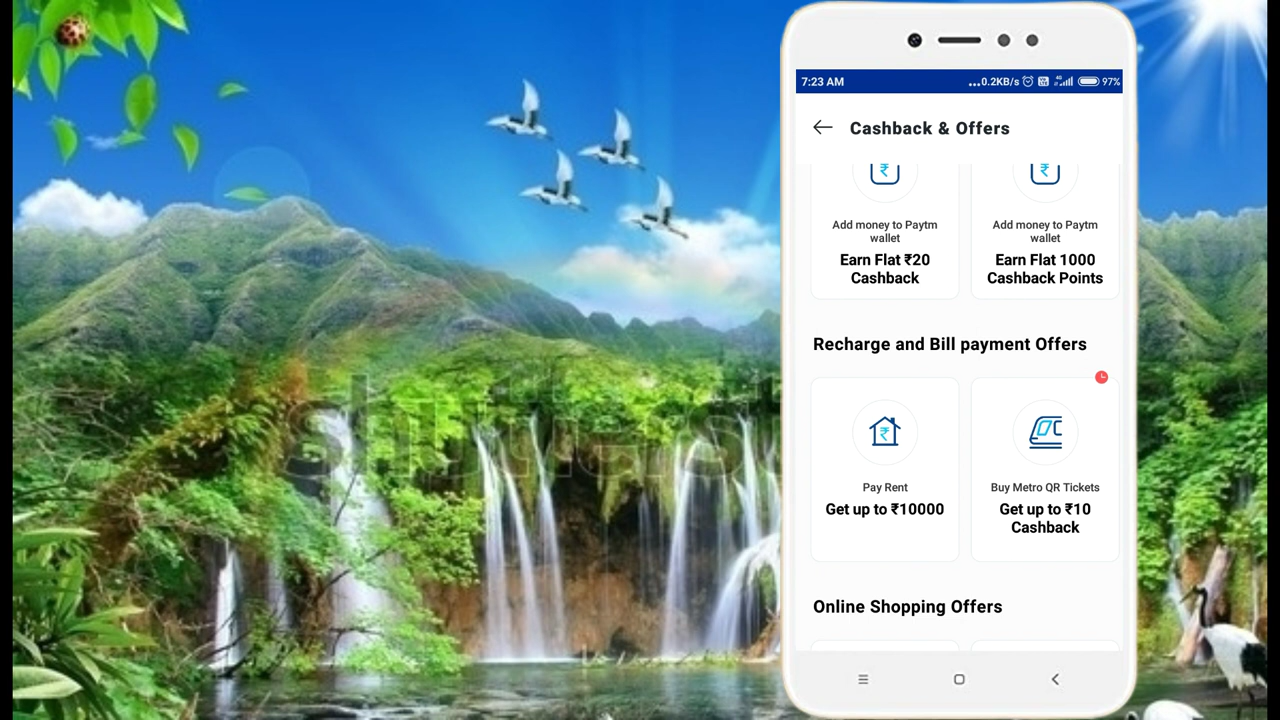 7:23 AM
...0.2KB/s
4G
97%
Cashback & Offers
₹
₹
Add money to Paytm
wallet
Earn Flat ₹20
Cashback
Add money to Paytm
wallet
Earn Flat 1000
Cashback Points
Recharge and Bill payment Offers
₹
Pay Rent
Get up to ₹10000
Buy Metro QR Tickets
Get up to ₹10
Cashback
Online Shopping Offers